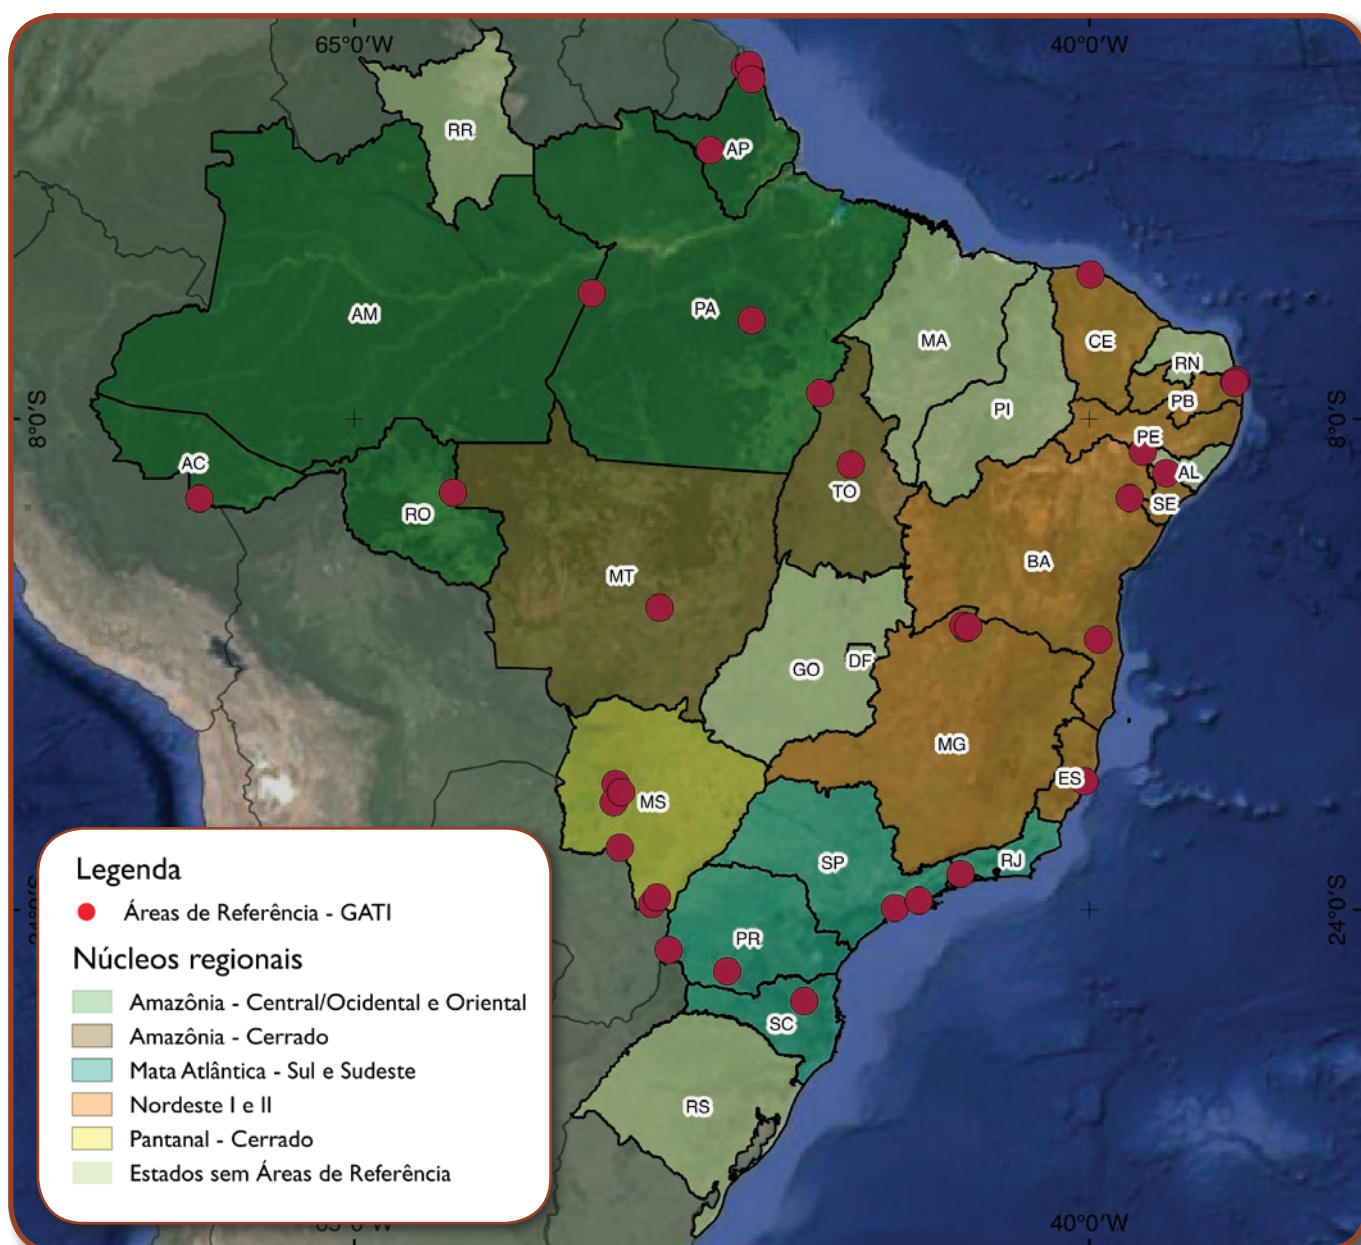 65°0'W
40°0'W
RR
AP
AM
PA
MA
CE
RN
PI
PB
8°0'S
8°0'S
PE
AC
AL
TO
SE
RO
BA
MT
GO
DF
MG
ES
MS
SP
RJ
PR
24°0'S
SC
RS
Legenda
Áreas de Referência - GATI
Núcleos regionais
Amazônia - Central/Ocidental e Oriental
Amazônia - Cerrado
Mata Atlântica - Sul e Sudeste
Nordeste I e II
Pantanal - Cerrado
Estados sem Áreas de Referência
40°0'W